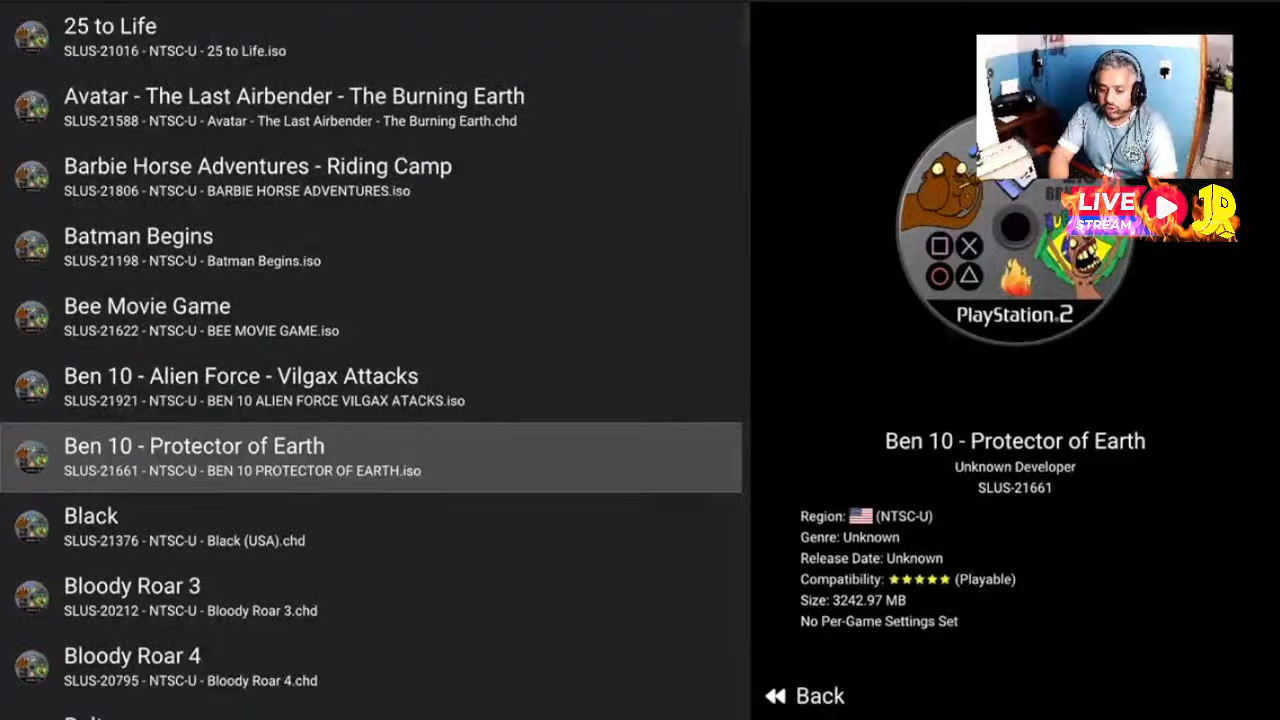 25 to Life
SLUS-21016 - NTSC-U - 25 to Life.iso
Avatar - The Last Airbender - The Burning Earth
SLUS-21588 - NTSC-U - Avatar - The Last Airbender - The Burning Earth.chd
Barbie Horse Adventures - Riding Camp
SLUS-21806 - NTSC-U - BARBIE HORSE ADVENTURES.iso
Batman Begins
SLUS-21198 - NTSC-U - Batman Begins.iso
Bee Movie Game
SLUS-21622 - NTSC-U - BEE MOVIE GAME.iso
Ben 10 - Alien Force - Vilgax Attacks
SLUS-21921 - NTSC-U - BEN 10 ALIEN FORCE VILGAX ATACKS.iso
Ben 10 - Protector of Earth
SLUS-21661 - NTSC-U - BEN 10 PROTECTOR OF EARTH.iso
Black
SLUS-21376 - NTSC-U - Black (USA).chd
Bloody Roar 3
SLUS-20212 - NTSC-U - Bloody Roar 3.chd
Bloody Roar 4
SLUS-20795 - NTSC-U - Bloody Roar 4.chd
LIVE
STREAM
JR
PlayStation.2
Ben 10 - Protector of Earth
Unknown Developer
SLUS-21661
Region: (NTSC-U)
Genre: Unknown
Release Date: Unknown
Compatibility: ★★★★★ (Playable)
Size: 3242.97 MB
No Per-Game Settings Set
Back